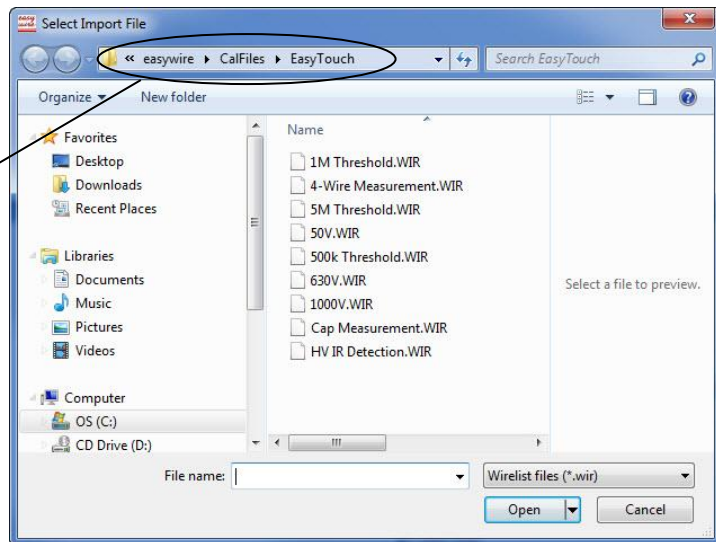 easy
wire
Select Import File
« easywire ▸ CalFiles ▸ EasyTouch
Search EasyTouch
Organize
New folder
Favorites
Desktop
Downloads
Recent Places
Libraries
Documents
Music
Pictures
Videos
Computer
OS (C:)
CD Drive (D:)
Name
1M Threshold.WIR
4-Wire Measurement.WIR
5M Threshold.WIR
50V.WIR
500k Threshold.WIR
630V.WIR
1000V.WIR
Cap Measurement.WIR
HV IR Detection.WIR
Select a file to preview.
File name:
Wirelist files (*.wir)
Open
Cancel